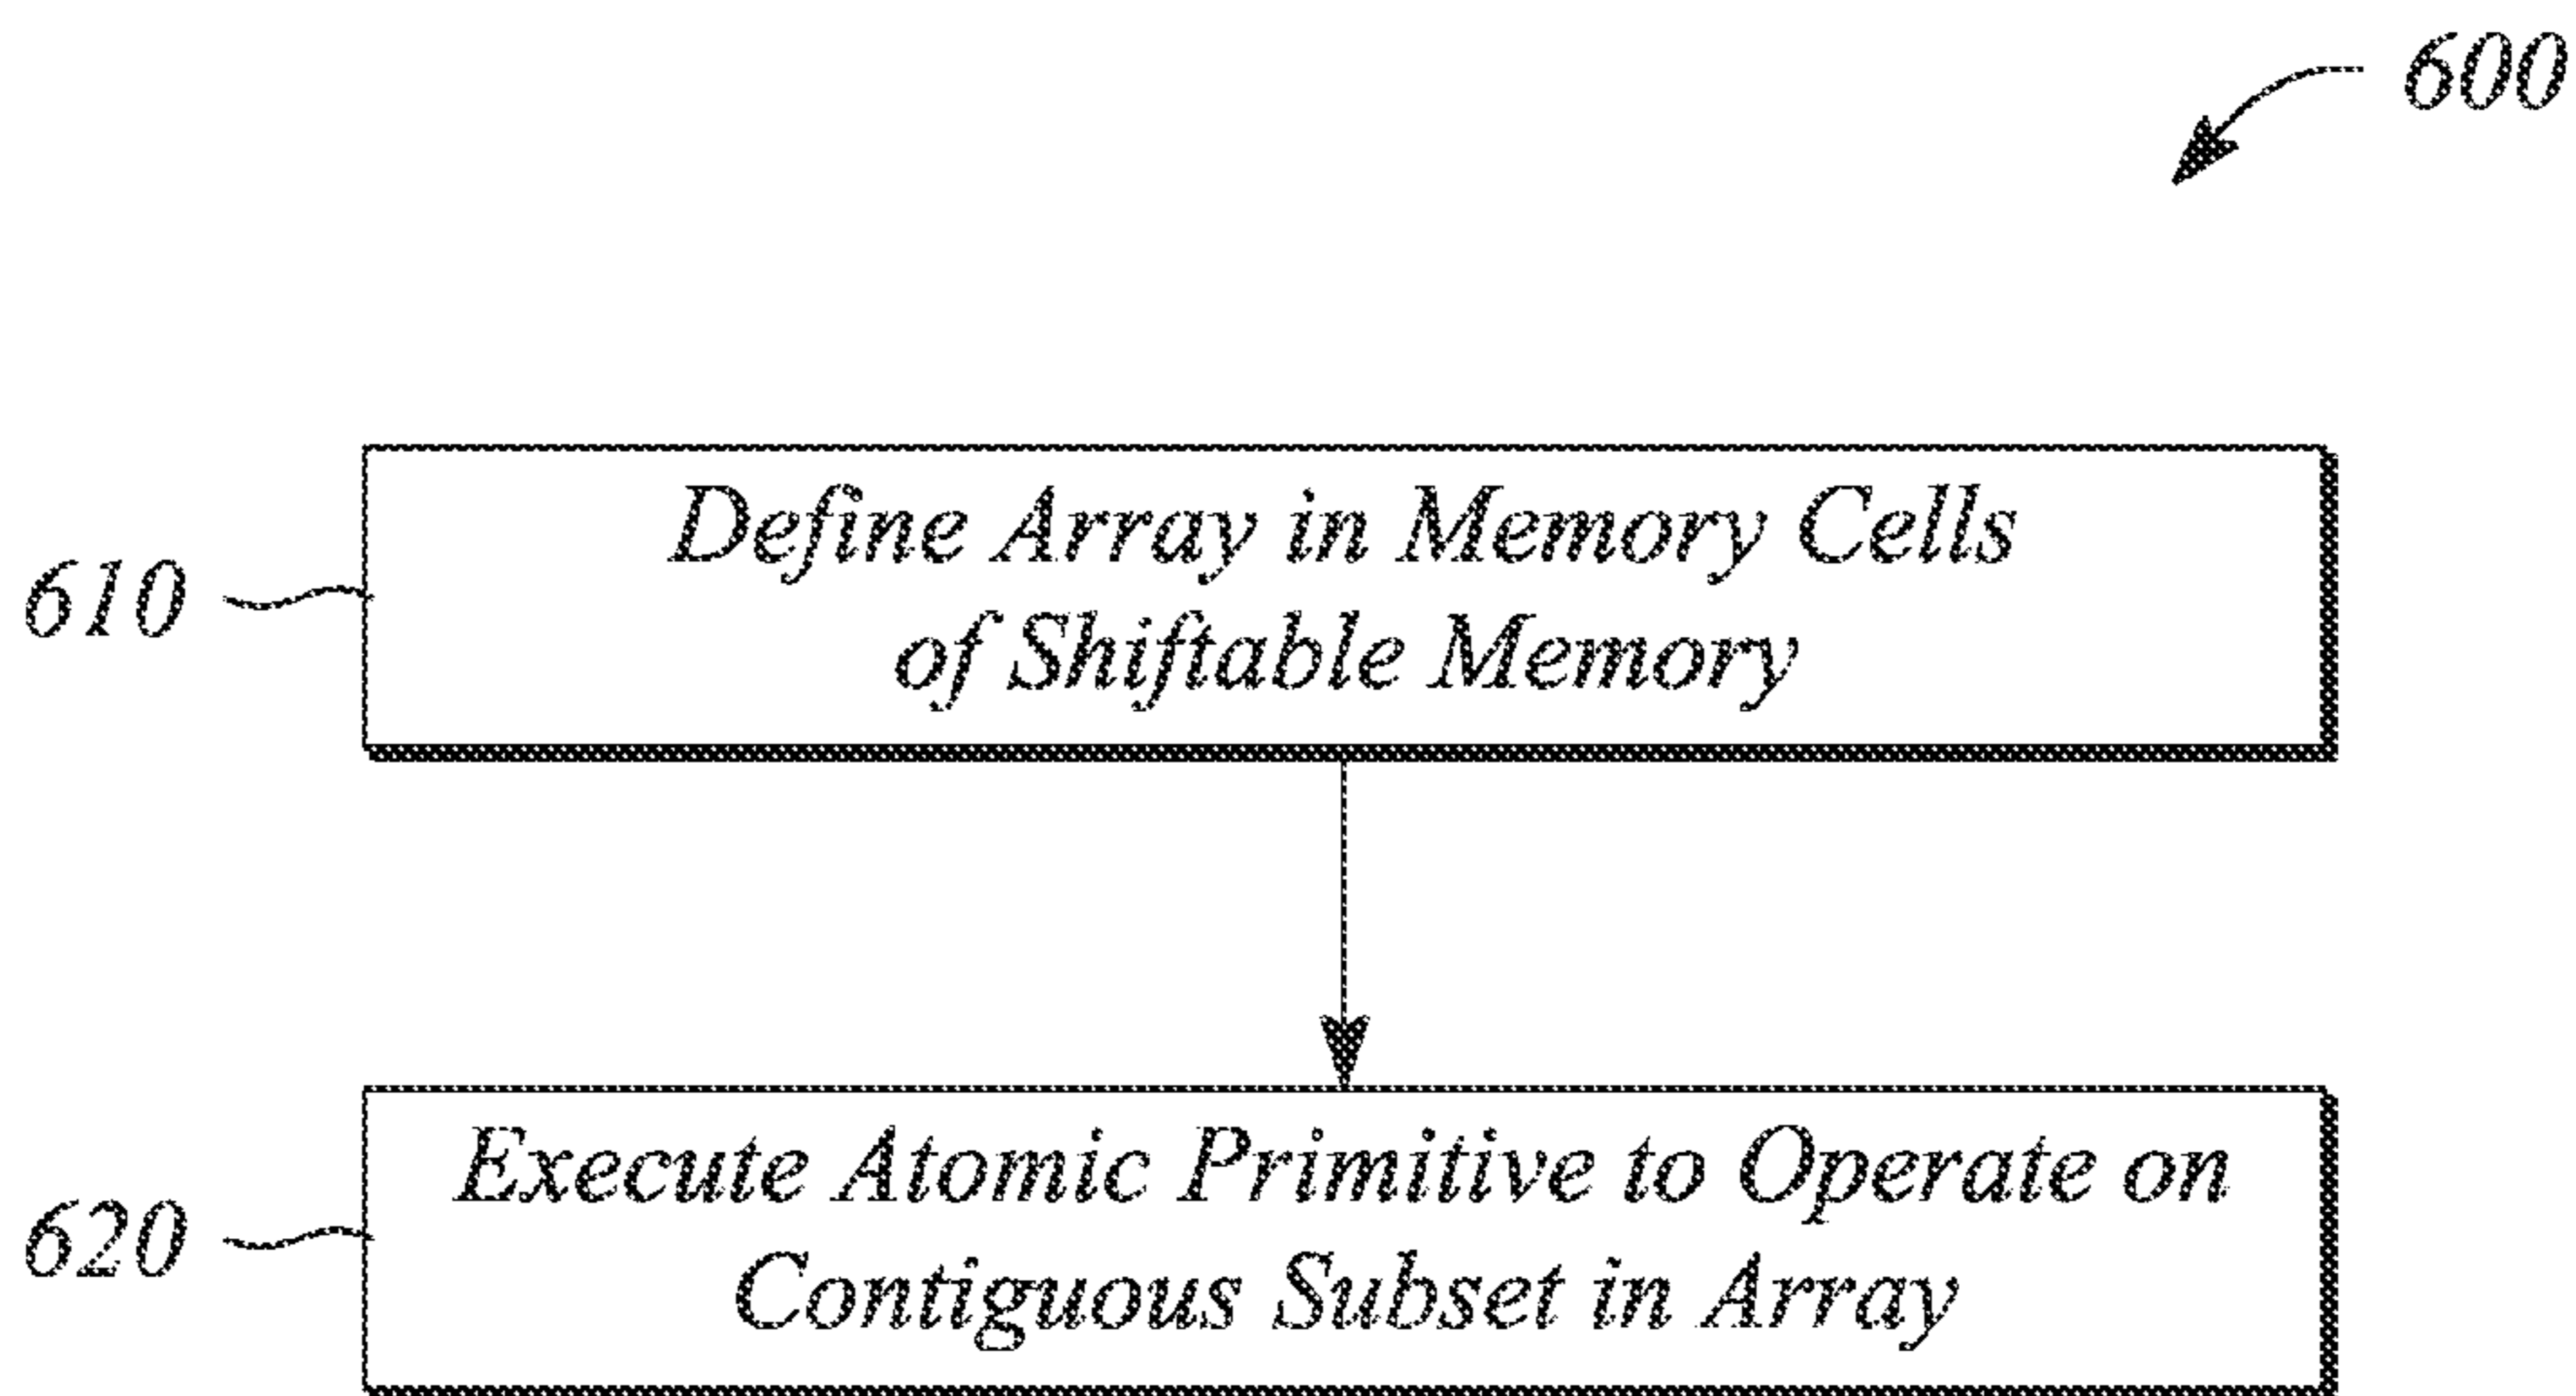 600
610
Define Array in Memory Cells
of Shiftable Memory
620
Execute Atomic Primitive to Operate on
Contiguous Subset in Array